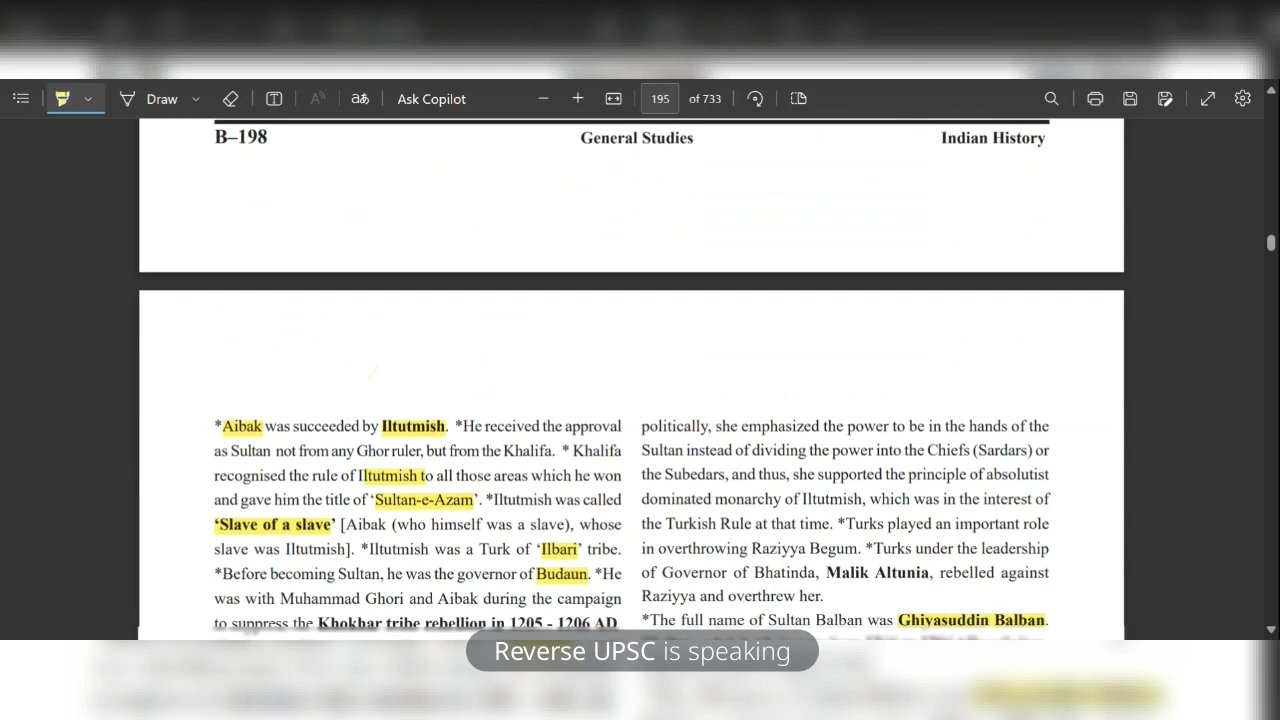 Draw
Ask Copilot
195 of 733
B–198 General Studies Indian History
*Aibak was succeeded by Iltutmish. *He received the approval
as Sultan not from any Ghor ruler, but from the Khalifa. * Khalifa
recognised the rule of Iltutmish to all those areas which he won
and gave him the title of ‘Sultan-e-Azam’. *Iltutmish was called
‘Slave of a slave’ [Aibak (who himself was a slave), whose
slave was Iltutmish]. *Iltutmish was a Turk of ‘Ilbari’ tribe.
*Before becoming Sultan, he was the governor of Budaun. *He
was with Muhammad Ghori and Aibak during the campaign
to suppress the Khokhar tribe rebellion in 1205 - 1206 AD.
politically, she emphasized the power to be in the hands of the
Sultan instead of dividing the power into the Chiefs (Sardars) or
the Subedars, and thus, she supported the principle of absolutist
dominated monarchy of Iltutmish, which was in the interest of
the Turkish Rule at that time. *Turks played an important role
in overthrowing Raziyya Begum. *Turks under the leadership
of Governor of Bhatinda, Malik Altunia, rebelled against
Raziyya and overthrew her.
*The full name of Sultan Balban was Ghiyasuddin Balban.
Reverse UPSC is speaking